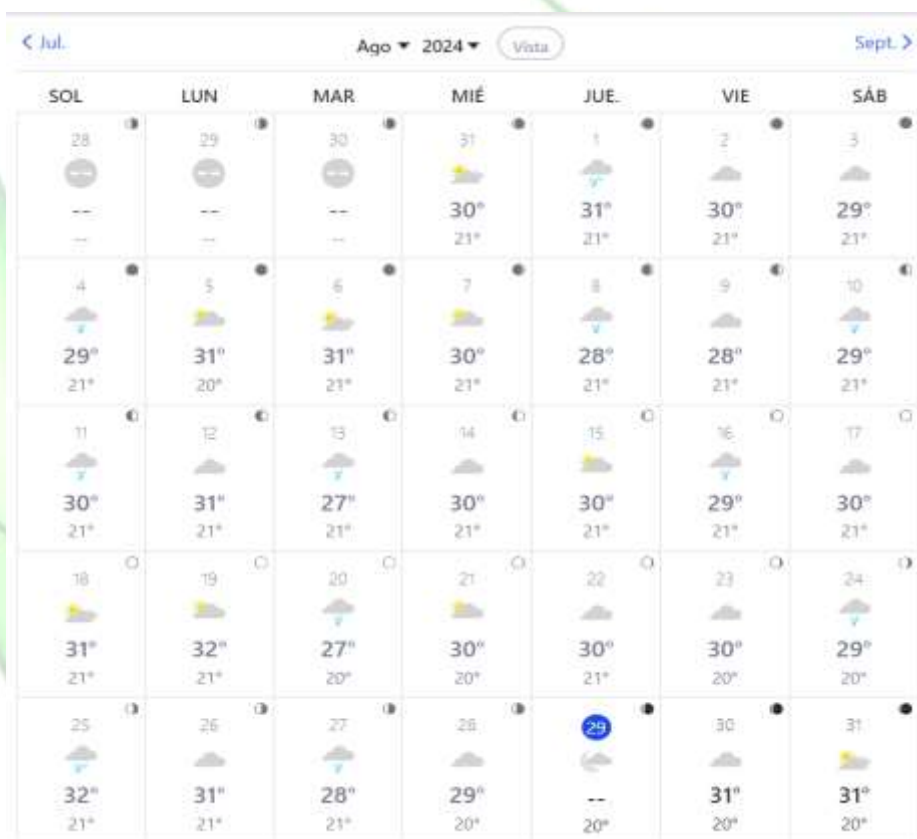 Jul. Ago 2024 Vista Sept.
SOL LUN MAR MIÉ JUE. VIE SÁB
28 29 30 31 1 2 3
-- -- -- 30° 31° 30° 29°
-- -- -- 21° 21° 21° 21°
4 5 6 7 8 9 10
29° 31° 31° 30° 28° 28° 29°
21° 20° 21° 21° 21° 21° 21°
11 12 13 14 15 16 17
30° 31° 27° 30° 30° 29° 30°
21° 21° 21° 21° 21° 21° 21°
18 19 20 21 22 23 24
31° 32° 27° 30° 30° 30° 29°
21° 21° 20° 20° 21° 20° 20°
25 26 27 28 29 30 31
32° 31° 28° 29° -- 31° 31°
21° 21° 21° 20° 20° 20° 20°